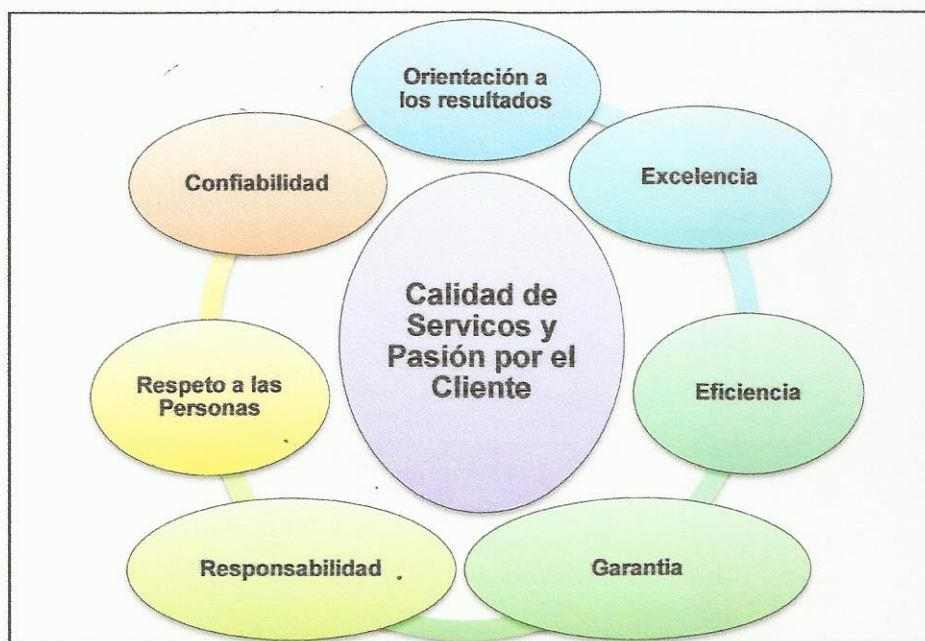 Orientación a
los resultados
Excelencia
Confiabilidad
Calidad de
Servicos y
Pasión por el
Cliente
Respeto a las
Personas
Eficiencia
Responsabilidad
Garantia